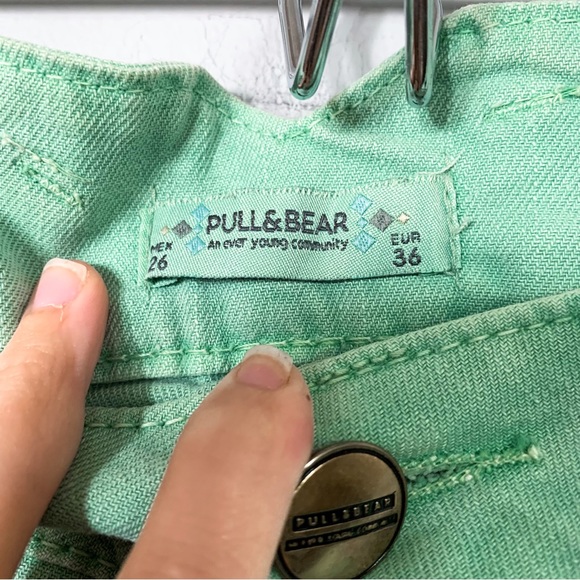 PULL&BEAR
An ever young community
MEX
26
EUR
36
PULL&BEAR